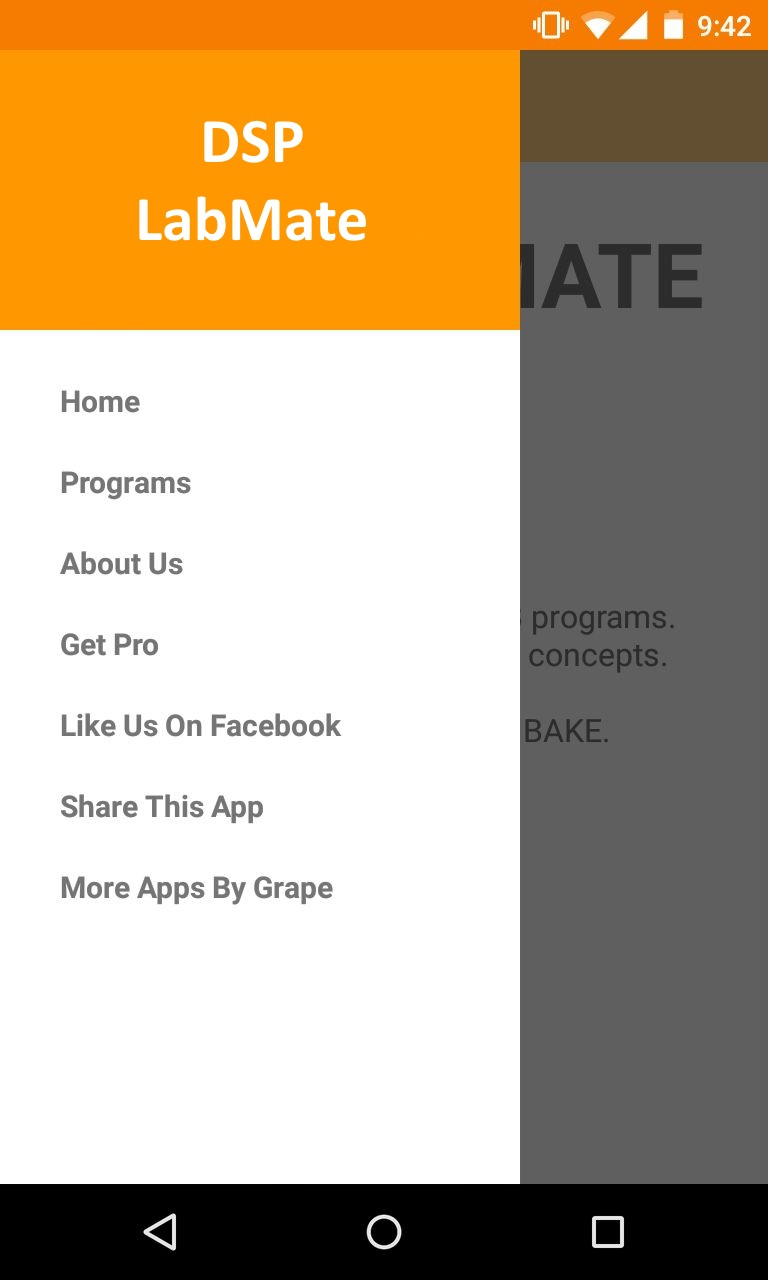 9:42
DSP
LabMate
MATE
Home
Programs
About Us
programs.
Get Pro
concepts.
Like Us On Facebook
BAKE.
Share This App
More Apps By Grape